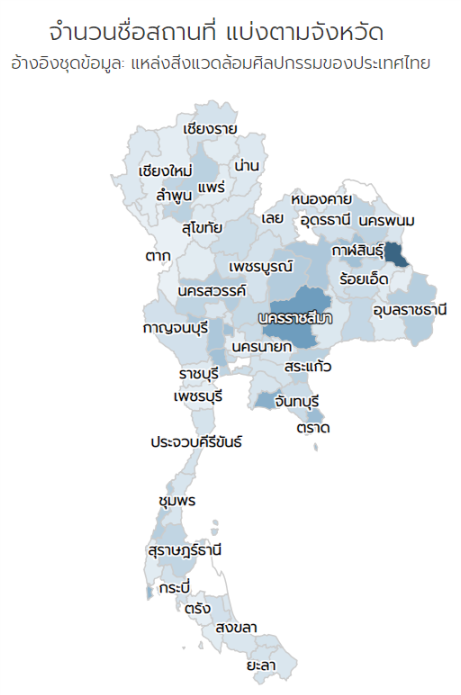 จำนวนชื่อสถานที่ แบ่งตามจังหวัด
อ้างอิงชุดข้อมูล: แหล่งสิ่งแวดล้อมศิลปกรรมของประเทศไทย
เชียงราย
น่าน
เชียงใหม่
แพร่
ลำพูน
หนองคาย
เลย
อุดรธานี
นครพนม
สุโขทัย
ตาก
กาฬสินธุ์
เพชรบูรณ์
ร้อยเอ็ด
นครสวรรค์
อุบลราชธานี
นครราชสีมา
กาญจนบุรี
นครนายก
สระแก้ว
ราชบุรี
เพชรบุรี
จันทบุรี
ตราด
ประจวบคีรีขันธ์
ชุมพร
สุราษฎร์ธานี
กระบี่
ตรัง
สงขลา
ยะลา